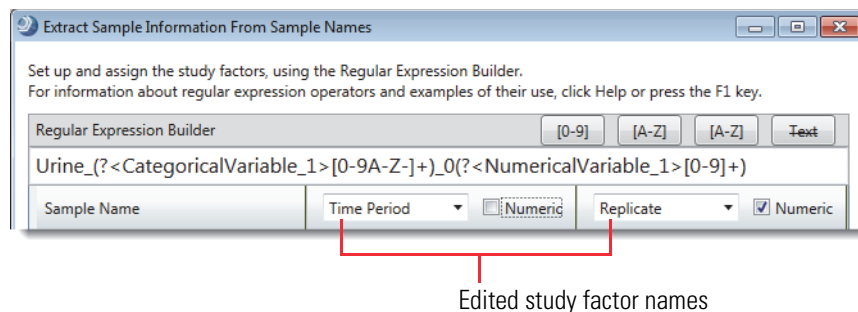 Extract Sample Information From Sample Names
Set up and assign the study factors, using the Regular Expression Builder.
For information about regular expression operators and examples of their use, click Help or press the F1 key.
Regular Expression Builder [0-9] [A-Z] [A-Z] Text
Urine_(?<CategoricalVariable_1>[0-9A-Z-]+)_0(?<NumericalVariable_1>[0-9]+)
Sample Name Time Period Numeric Replicate Numeric
Edited study factor names